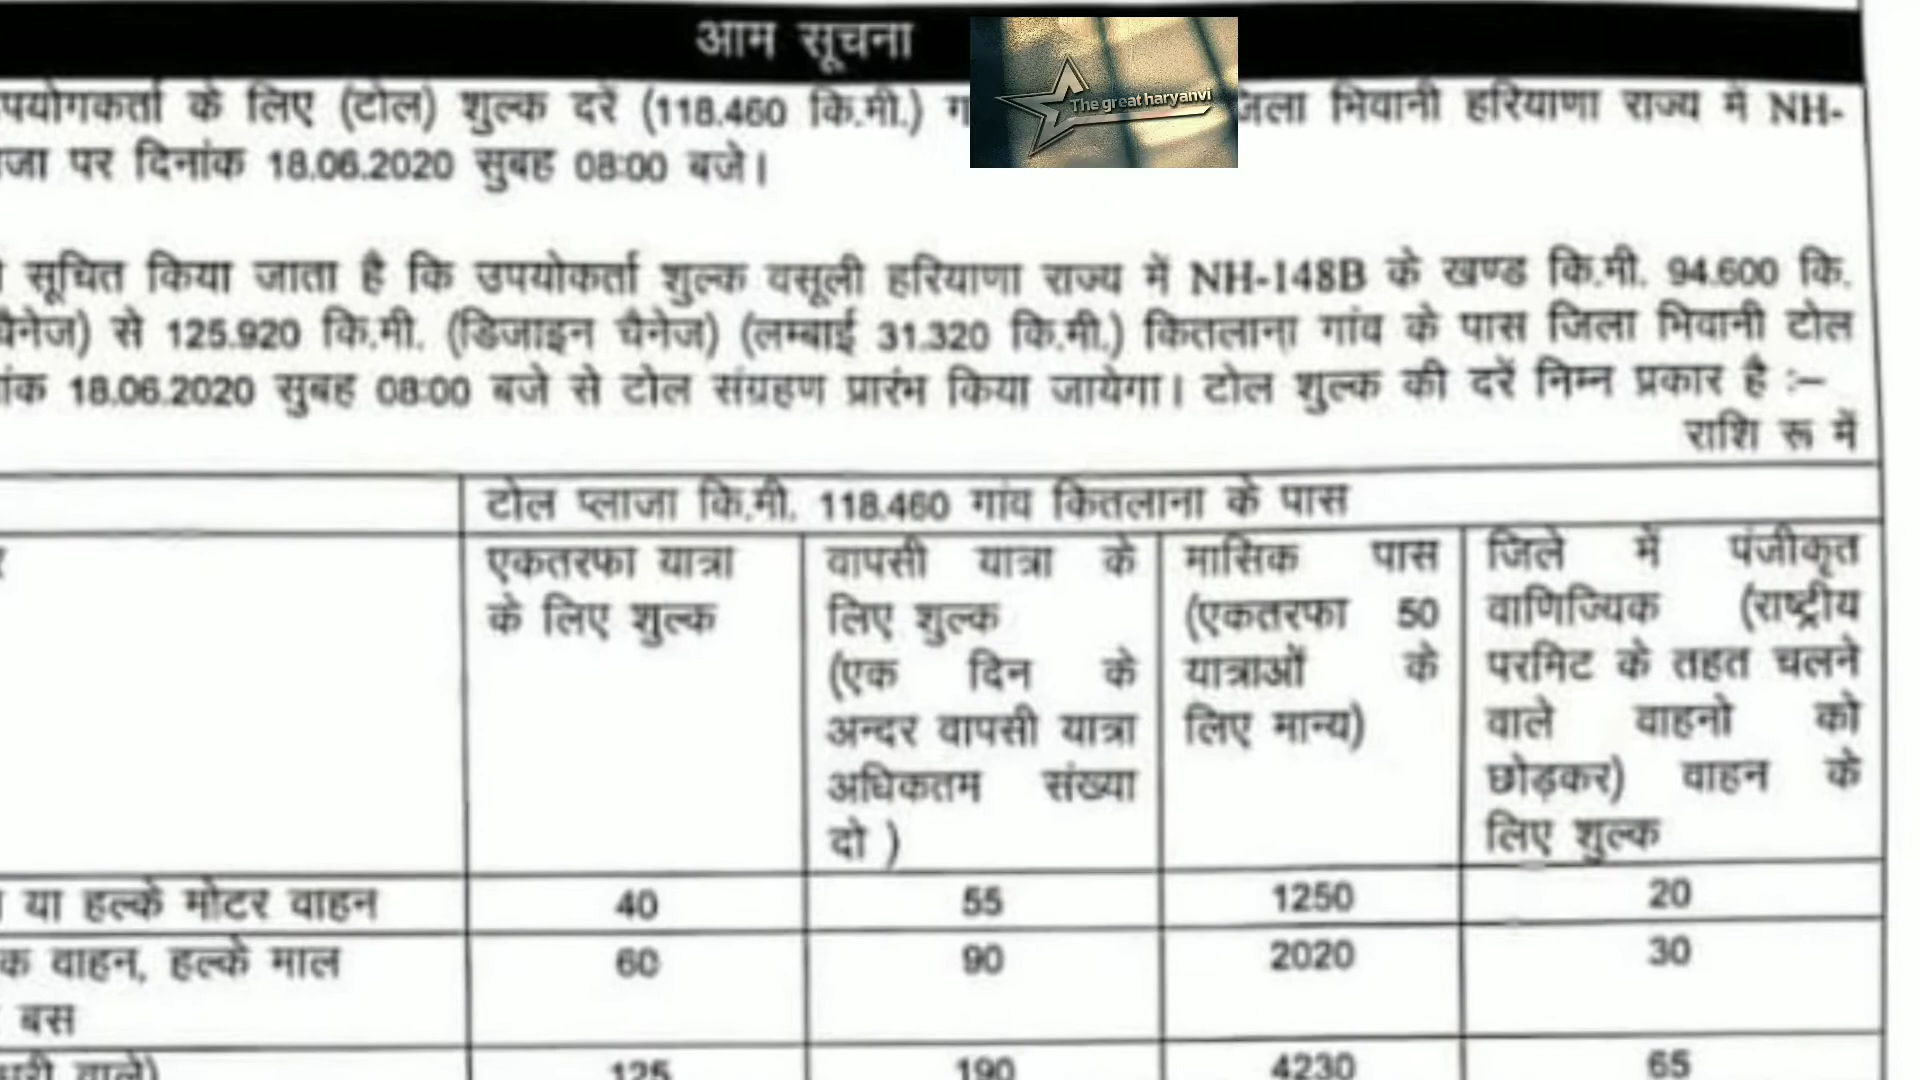 आम सूचना
The great haryanvi
पयोगकर्ता के लिए (टोल) शुल्क दरें (118.460 कि.मी.) ग जिला भिवानी हरियाणा राज्य में NH-
जा पर दिनांक 18.06.2020 सुबह 08:00 बजे।
सूचित किया जाता है कि उपयोकर्ता शुल्क वसूली हरियाणा राज्य में NH-148B के खण्ड कि.मी. 94.600 कि.
चैनेज) से 125.920 कि.मी. (डिजाइन चैनेज) (लम्बाई 31.320 कि.मी.) कितलाना गांव के पास जिला भिवानी टोल
ांक 18.06.2020 सुबह 08:00 बजे से टोल संग्रहण प्रारंभ किया जायेगा। टोल शुल्क की दरें निम्न प्रकार है :–
राशि रू में
टोल प्लाजा कि.मी. 118.460 गांव कितलाना के पास
एकतरफा यात्रा
के लिए शुल्क
वापसी यात्रा के
लिए शुल्क
(एक दिन के
अन्दर वापसी यात्रा
अधिकतम संख्या
दो )
मासिक पास
(एकतरफा 50
यात्राओं के
लिए मान्य)
जिले में पंजीकृत
वाणिज्यिक (राष्ट्रीय
परमिट के तहत चलने
वाले वाहनो को
छोड़कर) वाहन के
लिए शुल्क
या हल्के मोटर वाहन 40 55 1250 20
क वाहन, हल्के माल 60 90 2020 30
बस
धुरी वाले) 125 190 4230 65